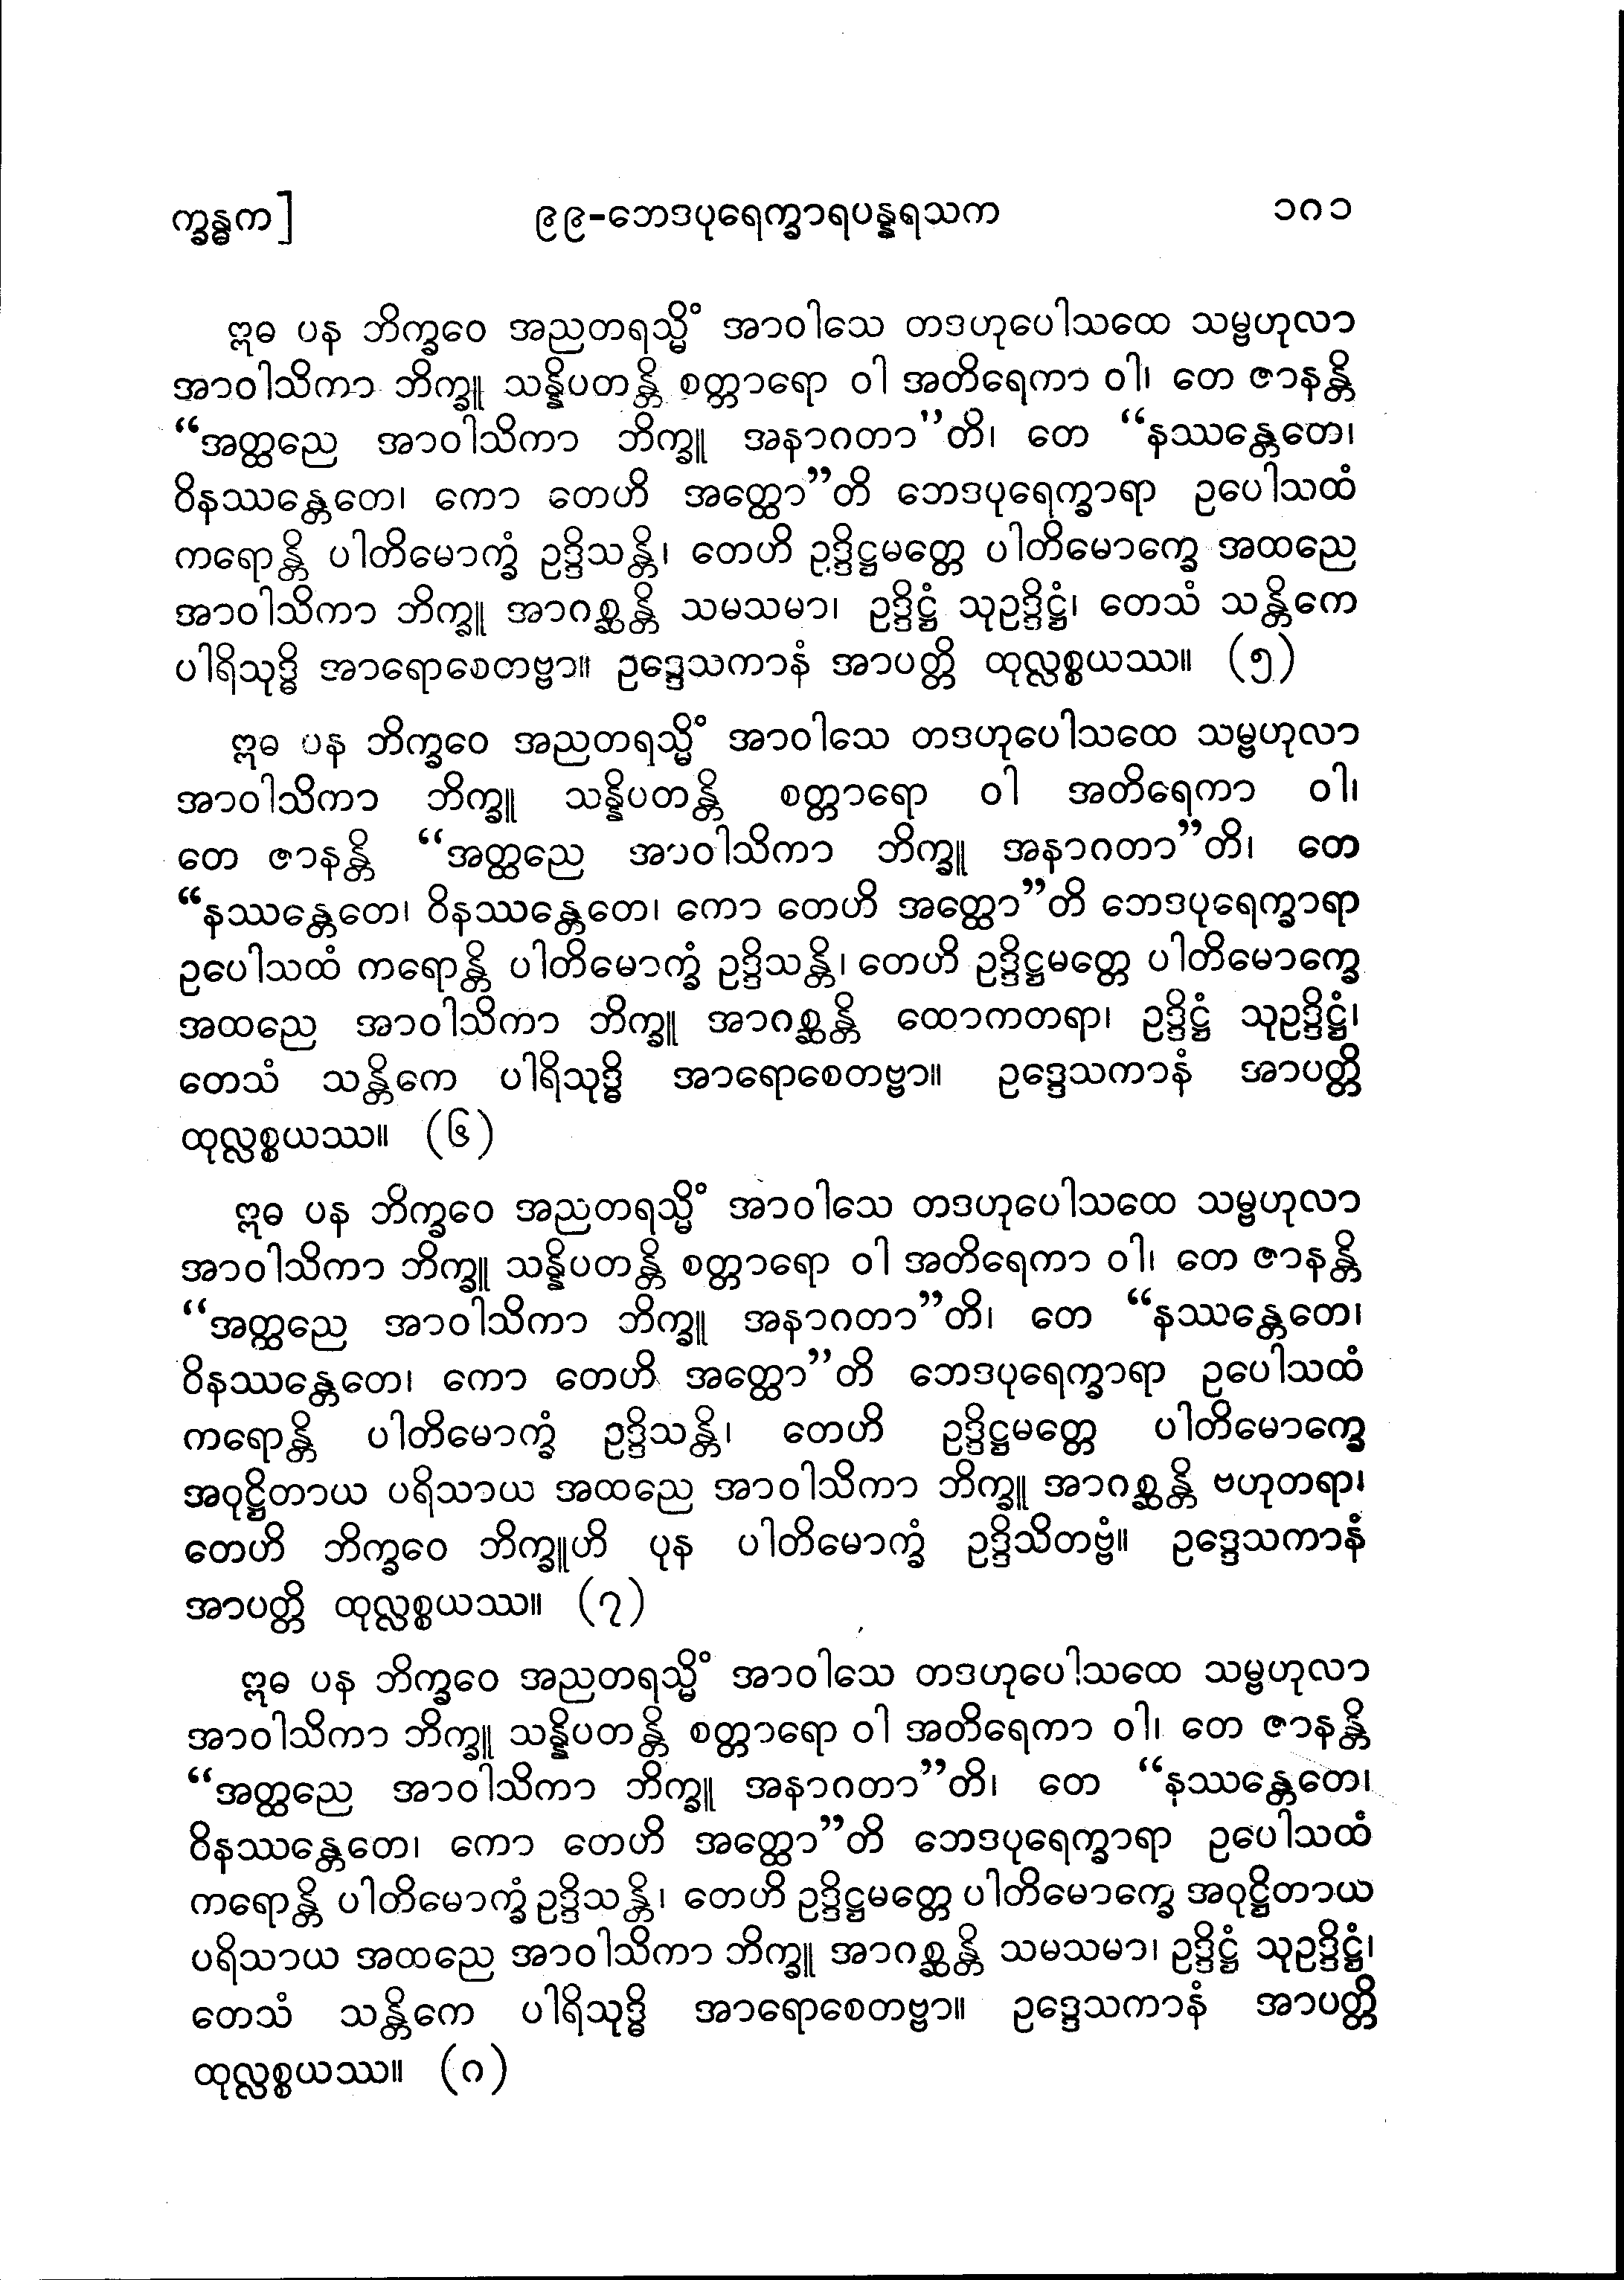 က္ခန္ဓက]
၉၉-ဘေဒပုရေက္ခာရပန္နရသက
၁၈၁
ဣဓ ပန ဘိက္ခဝေ အညတရသ္မိံ အာဝါသေ တဒဟုပေါသထေ သမ္ဗဟုလာ
အာဝါသိကာ ဘိက္ခူ သန္နိပတန္တိ စတ္တာရော ဝါ အတိရေကာ ဝါ၊ တေ ဇာနန္တိ
“အတ္ထညေ အာဝါသိကာ ဘိက္ခူ အနာဂတာ”တိ၊ တေ “နဿန္တေတေ၊
ဝိနဿန္တေတေ၊ ကော တေဟိ အတ္ထော”တိ ဘေဒပုရေက္ခာရာ ဥပေါသထံ
ကရောန္တိ ပါတိမောက္ခံ ဥဒ္ဒိသန္တိ၊ တေဟိ ဥဒ္ဒိဋ္ဌမတ္တေ ပါတိမောက္ခေ အထညေ
အာဝါသိကာ ဘိက္ခူ အာဂစ္ဆန္တိ သမသမာ၊ ဥဒ္ဒိဋ္ဌံ သုဥဒ္ဒိဋ္ဌံ၊ တေသံ သန္တိကေ
ပါရိသုဒ္ဓိ အာရောစေတဗ္ဗာ။ ဥဒ္ဒေသကာနံ အာပတ္တိ ထုလ္လစ္စယဿ။ (၅)
ဣဓ ပန ဘိက္ခဝေ အညတရသ္မိံ အာဝါသေ တဒဟုပေါသထေ သမ္ဗဟုလာ
အာဝါသိကာ ဘိက္ခူ သန္နိပတန္တိ စတ္တာရော ဝါ အတိရေကာ ဝါ၊
တေ ဇာနန္တိ “အတ္ထညေ အာဝါသိကာ ဘိက္ခူ အနာဂတာ”တိ၊ တေ
“နဿန္တေတေ၊ ဝိနဿန္တေတေ၊ ကော တေဟိ အတ္ထော”တိ ဘေဒပုရေက္ခာရာ
ဥပေါသထံ ကရောန္တိ ပါတိမောက္ခံ ဥဒ္ဒိသန္တိ၊ တေဟိ ဥဒ္ဒိဋ္ဌမတ္တေ ပါတိမောက္ခေ
အထညေ အာဝါသိကာ ဘိက္ခူ အာဂစ္ဆန္တိ ထောကတရာ၊ ဥဒ္ဒိဋ္ဌံ သုဥဒ္ဒိဋ္ဌံ၊
တေသံ သန္တိကေ ပါရိသုဒ္ဓိ အာရောစေတဗ္ဗာ။ ဥဒ္ဒေသကာနံ အာပတ္တိ
ထုလ္လစ္စယဿ။ (၆)
ဣဓ ပန ဘိက္ခဝေ အညတရသ္မိံ အာဝါသေ တဒဟုပေါသထေ သမ္ဗဟုလာ
အာဝါသိကာ ဘိက္ခူ သန္နိပတန္တိ စတ္တာရော ဝါ အတိရေကာ ဝါ၊ တေ ဇာနန္တိ
“အတ္ထညေ အာဝါသိကာ ဘိက္ခူ အနာဂတာ”တိ၊ တေ “နဿန္တေတေ၊
ဝိနဿန္တေတေ၊ ကော တေဟိ အတ္ထော”တိ ဘေဒပုရေက္ခာရာ ဥပေါသထံ
ကရောန္တိ ပါတိမောက္ခံ ဥဒ္ဒိသန္တိ၊ တေဟိ ဥဒ္ဒိဋ္ဌမတ္တေ ပါတိမောက္ခေ
အဝုဋ္ဌိတာယ ပရိသာယ အထညေ အာဝါသိကာ ဘိက္ခူ အာဂစ္ဆန္တိ ဗဟုတရာ၊
တေဟိ ဘိက္ခဝေ ဘိက္ခူဟိ ပုန ပါတိမောက္ခံ ဥဒ္ဒိသိတဗ္ဗံ။ ဥဒ္ဒေသကာနံ
အာပတ္တိ ထုလ္လစ္စယဿ။ (၇)
ဣဓ ပန ဘိက္ခဝေ အညတရသ္မိံ အာဝါသေ တဒဟုပေါသထေ သမ္ဗဟုလာ
အာဝါသိကာ ဘိက္ခူ သန္နိပတန္တိ စတ္တာရော ဝါ အတိရေကာ ဝါ၊ တေ ဇာနန္တိ
“အတ္ထညေ အာဝါသိကာ ဘိက္ခူ အနာဂတာ”တိ၊ တေ “နဿန္တေတေ၊
ဝိနဿန္တေတေ၊ ကော တေဟိ အတ္ထော”တိ ဘေဒပုရေက္ခာရာ ဥပေါသထံ
ကရောန္တိ ပါတိမောက္ခံ ဥဒ္ဒိသန္တိ၊ တေဟိ ဥဒ္ဒိဋ္ဌမတ္တေ ပါတိမောက္ခေ အဝုဋ္ဌိတာယ
ပရိသာယ အထညေ အာဝါသိကာ ဘိက္ခူ အာဂစ္ဆန္တိ သမသမာ၊ ဥဒ္ဒိဋ္ဌံ သုဥဒ္ဒိဋ္ဌံ၊
တေသံ သန္တိကေ ပါရိသုဒ္ဓိ အာရောစေတဗ္ဗာ။ ဥဒ္ဒေသကာနံ အာပတ္တိ
ထုလ္လစ္စယဿ။ (၈)